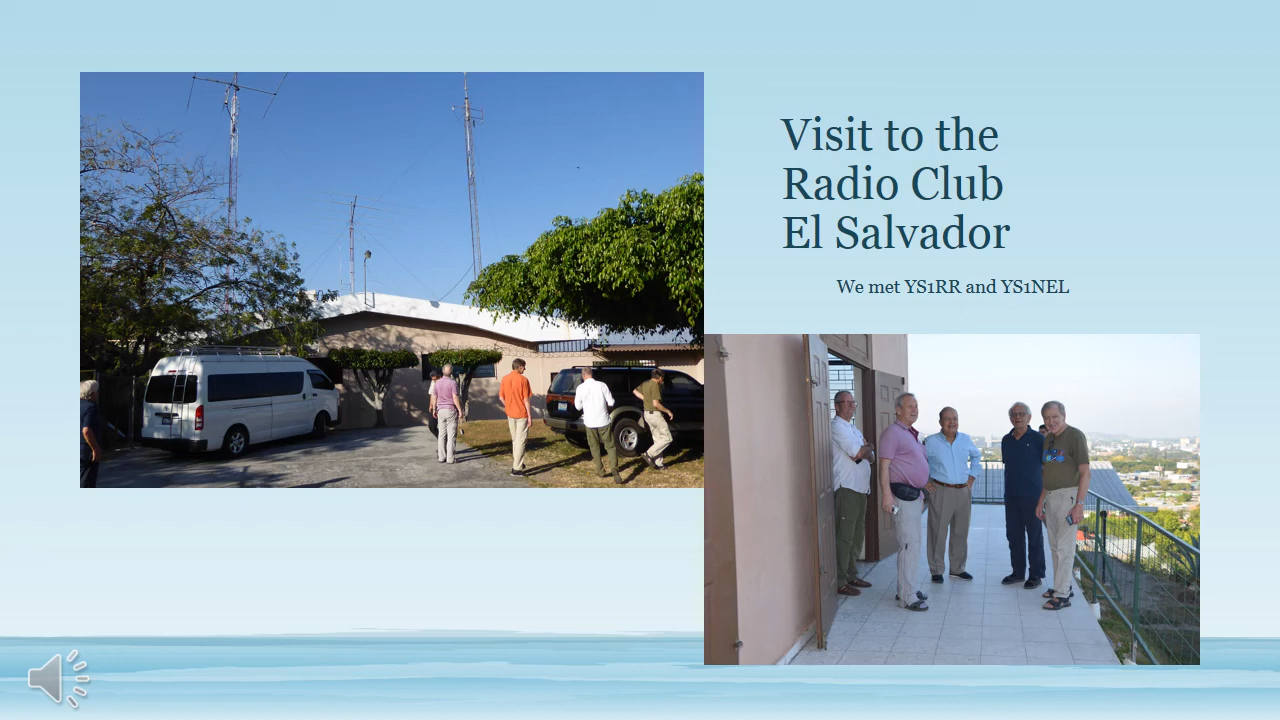 Visit to the
Radio Club
El Salvador
We met YS1RR and YS1NEL